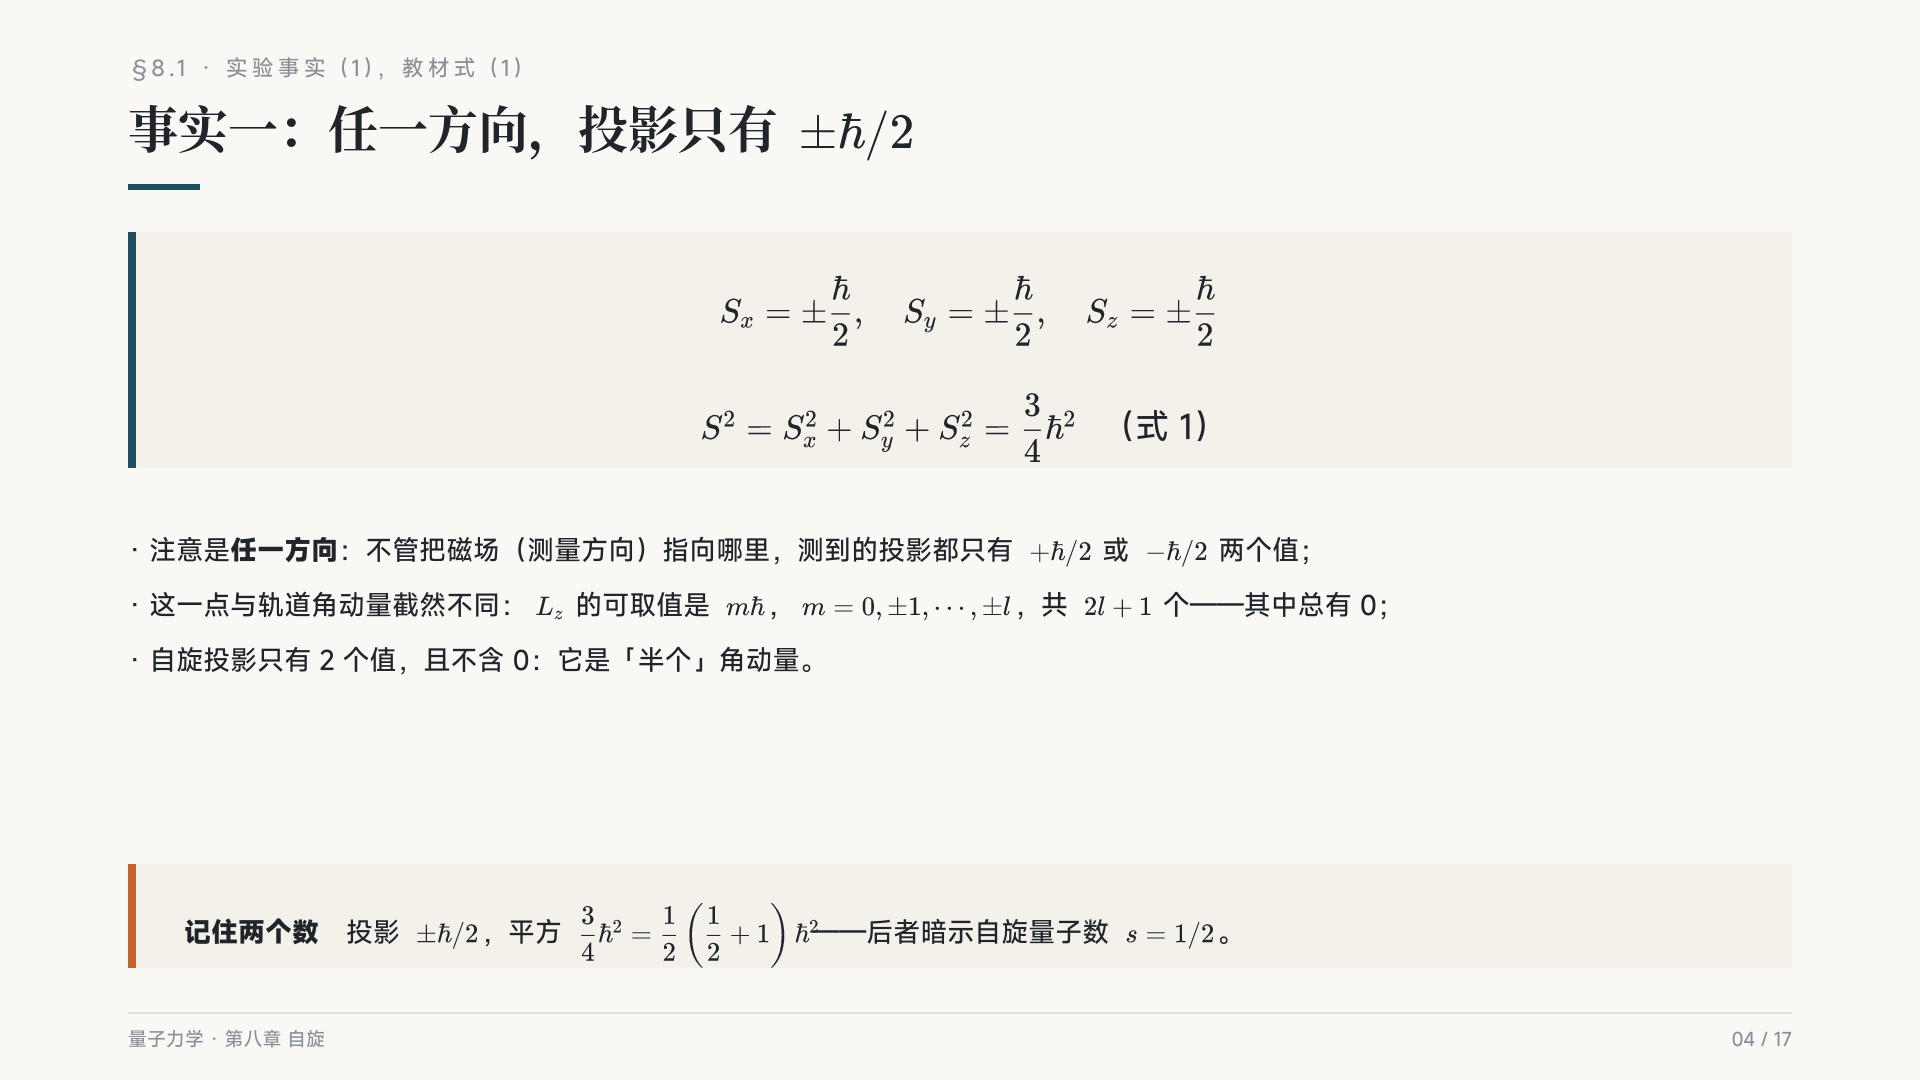 §8.1 · 实验事实（1），教材式（1）
事实一：任一方向，投影只有 ±ℏ/2
Sₓ = ±ℏ/2, S_y = ±ℏ/2, S_z = ±ℏ/2
S² = Sₓ² + S_y² + S_z² = 3/4 ℏ² （式 1）
· 注意是任一方向：不管把磁场（测量方向）指向哪里，测到的投影都只有 +ℏ/2 或 −ℏ/2 两个值；
· 这一点与轨道角动量截然不同： L_z 的可取值是 mℏ， m = 0, ±1, ⋯, ±l，共 2l + 1 个——其中总有 0；
· 自旋投影只有 2 个值，且不含 0：它是「半个」角动量。
记住两个数 投影 ±ℏ/2，平方 3/4 ℏ² = 1/2 (1/2 + 1) ℏ²——后者暗示自旋量子数 s = 1/2。
量子力学 · 第八章 自旋
04 / 17